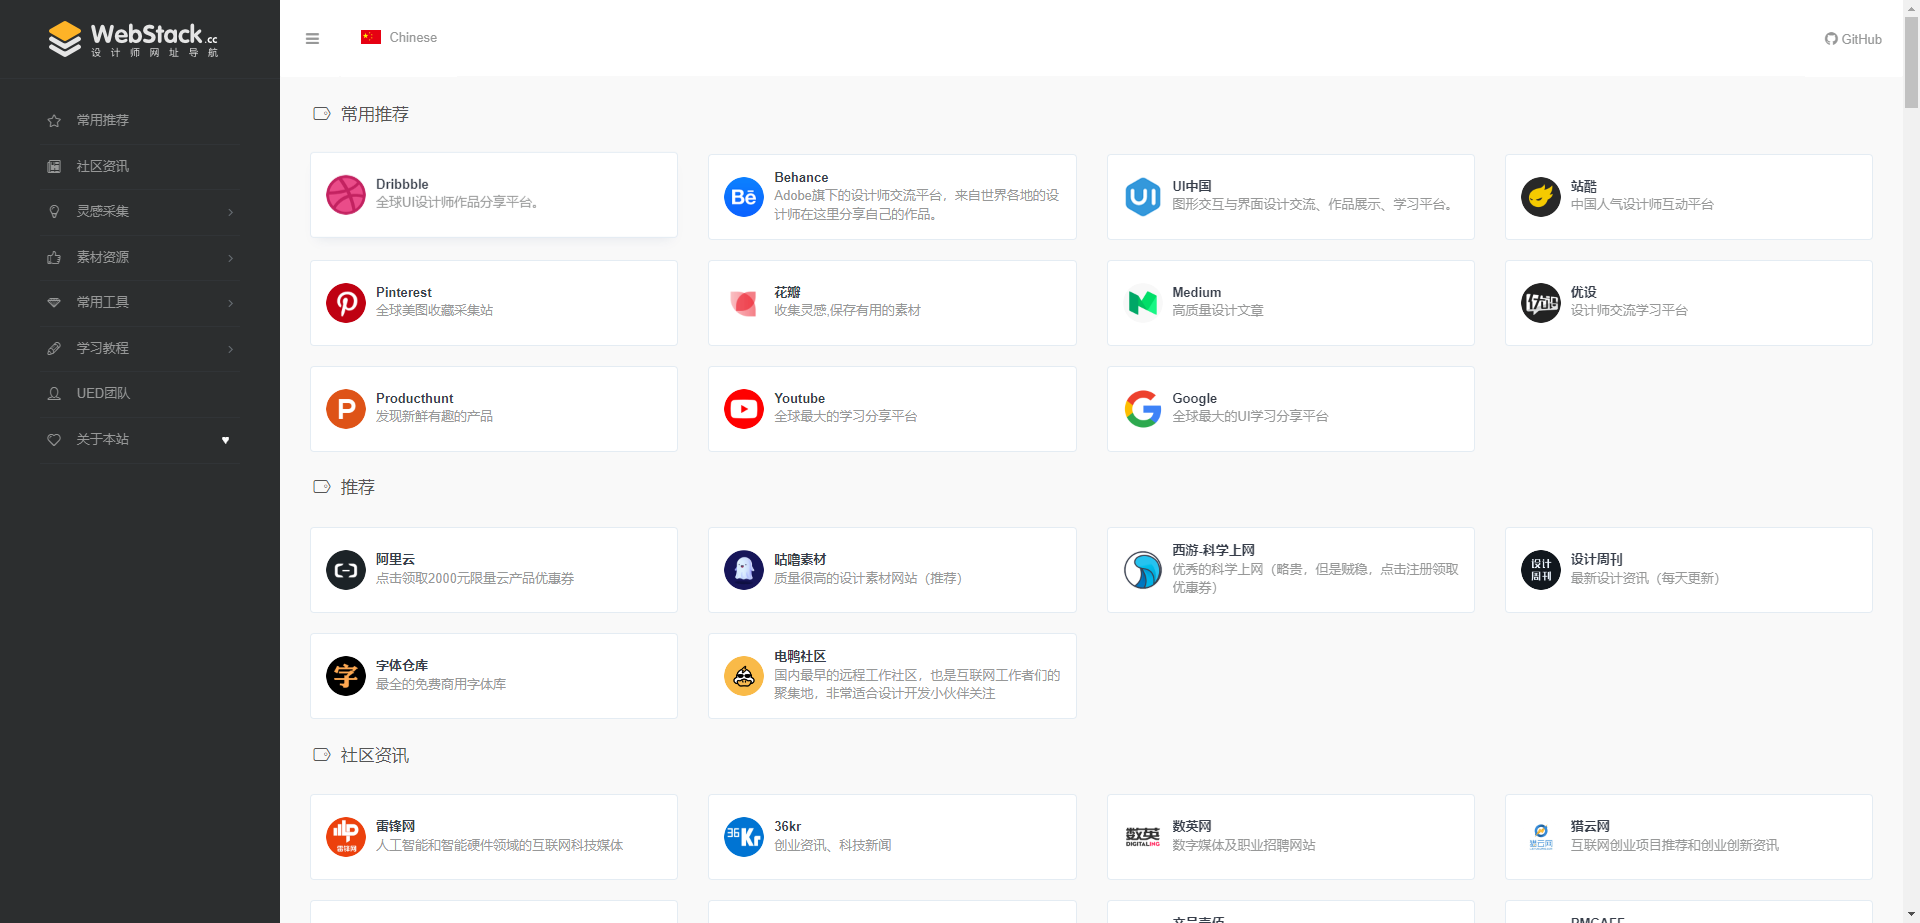 WebStack.cc
设计师网址导航
Chinese
GitHub
常用推荐
社区资讯
灵感采集
素材资源
常用工具
学习教程
UED团队
关于本站
常用推荐
Dribbble
全球UI设计师作品分享平台。
Behance
Adobe旗下的设计师交流平台，来自世界各地的设
计师在这里分享自己的作品。
UI中国
图形交互与界面设计交流、作品展示、学习平台。
站酷
中国人气设计师互动平台
Pinterest
全球美图收藏采集站
花瓣
收集灵感,保存有用的素材
Medium
高质量设计文章
优设
设计师交流学习平台
Producthunt
发现新鲜有趣的产品
Youtube
全球最大的学习分享平台
Google
全球最大的UI学习分享平台
推荐
阿里云
点击领取2000元限量云产品优惠券
咕噜素材
质量很高的设计素材网站（推荐）
西游-科学上网
优秀的科学上网（略贵，但是贼稳，点击注册领取
优惠券）
设计
周刊
设计周刊
最新设计资讯（每天更新）
字
字体仓库
最全的免费商用字体库
电鸭社区
国内最早的远程工作社区，也是互联网工作者们的
聚集地，非常适合设计开发小伙伴关注
社区资讯
雷锋网
雷锋网
人工智能和智能硬件领域的互联网科技媒体
36Kr
36kr
创业资讯、科技新闻
数英
DIGITALING
数英网
数字媒体及职业招聘网站
猎云网
猎云网
互联网创业项目推荐和创业创新资讯